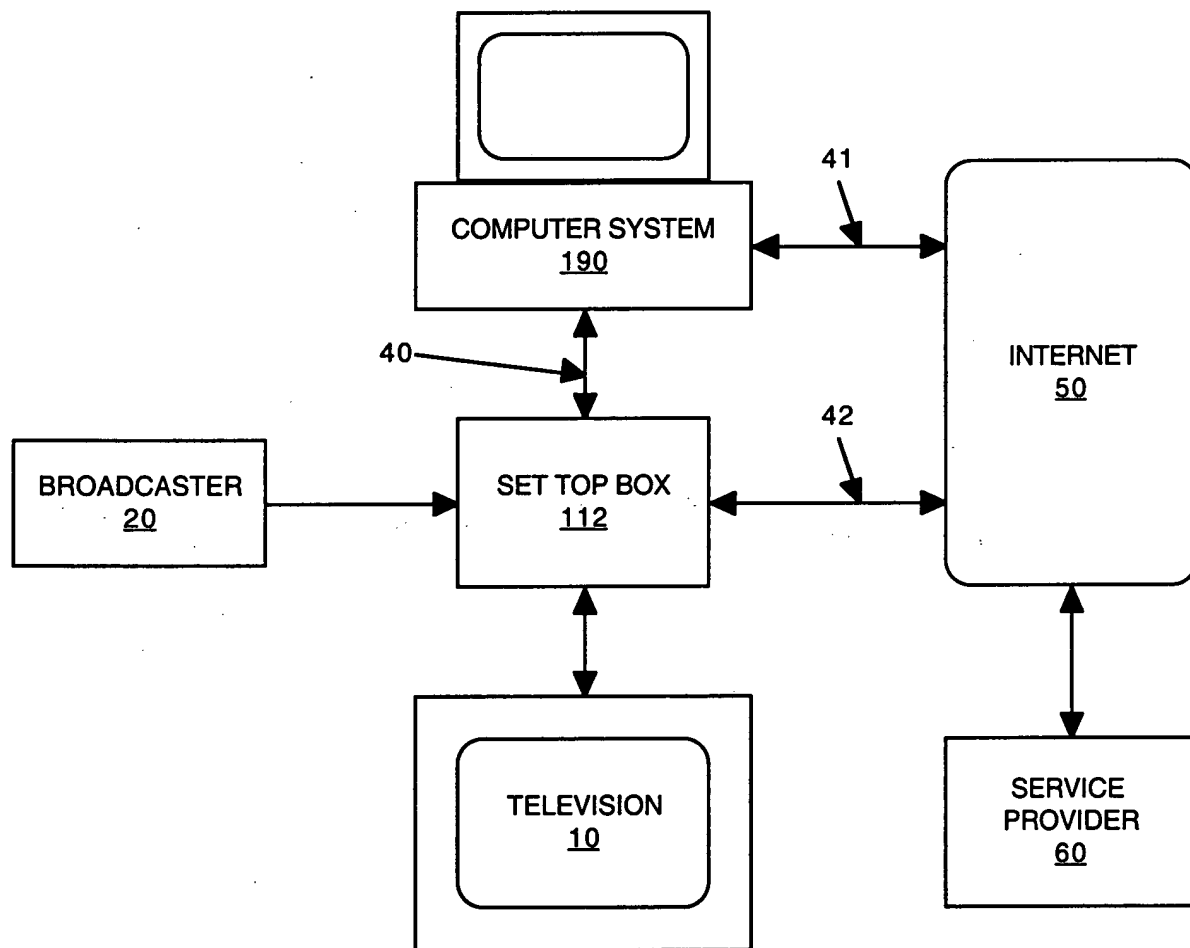 41
COMPUTER SYSTEM
190
40
INTERNET
50
42
BROADCASTER
20
SET TOP BOX
112
TELEVISION
10
SERVICE
PROVIDER
60